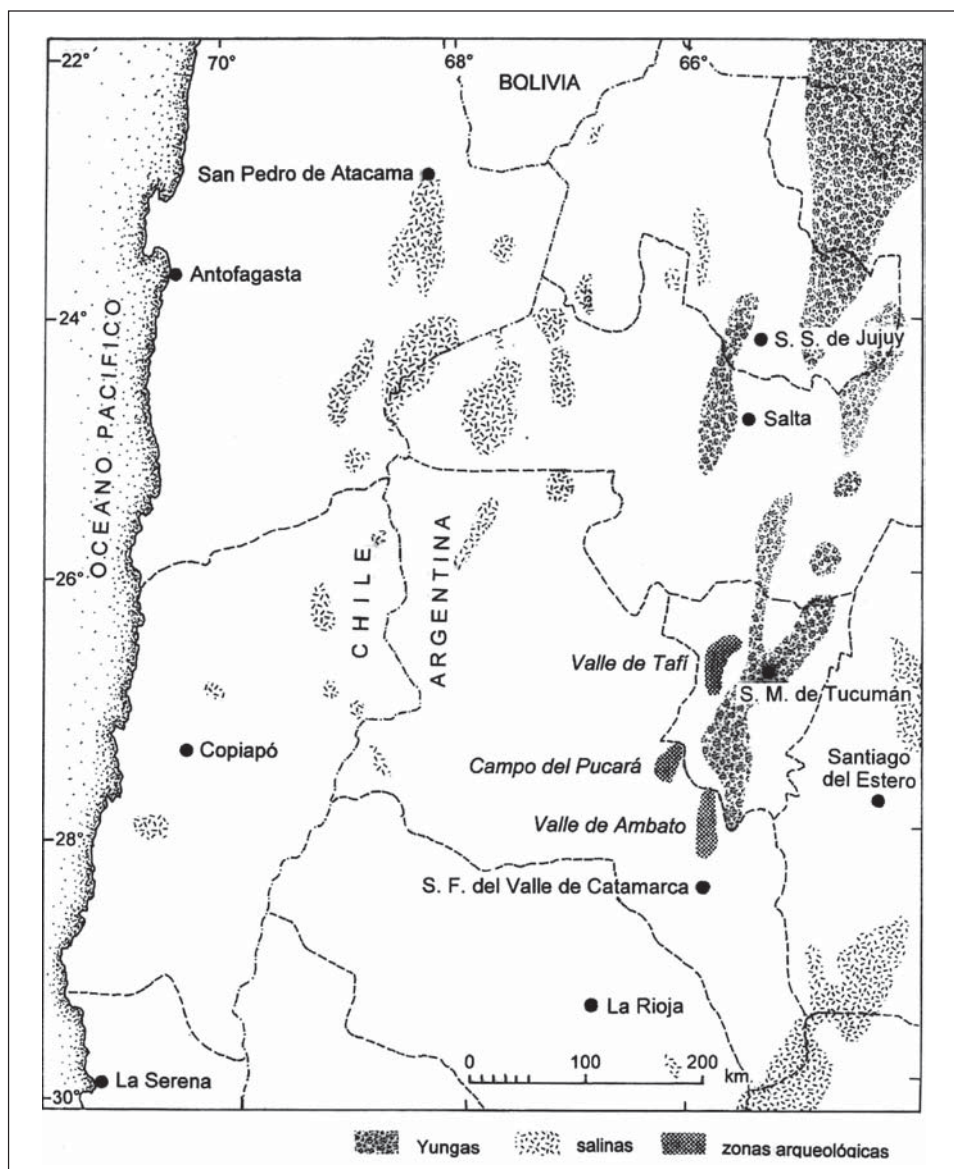 22°
70°
68°
66°
BOLIVIA
San Pedro de Atacama
Antofagasta
24°
S. S. de Jujuy
Salta
OCEANO PACIFICO
CHILE
ARGENTINA
26°
Valle de Tafí
S. M. de Tucumán
Copiapó
Campo del Pucará
Santiago
del Estero
Valle de Ambato
28°
S. F. del Valle de Catamarca
La Rioja
0 100 200
km
La Serena
30°
Yungas salinas zonas arqueológicas